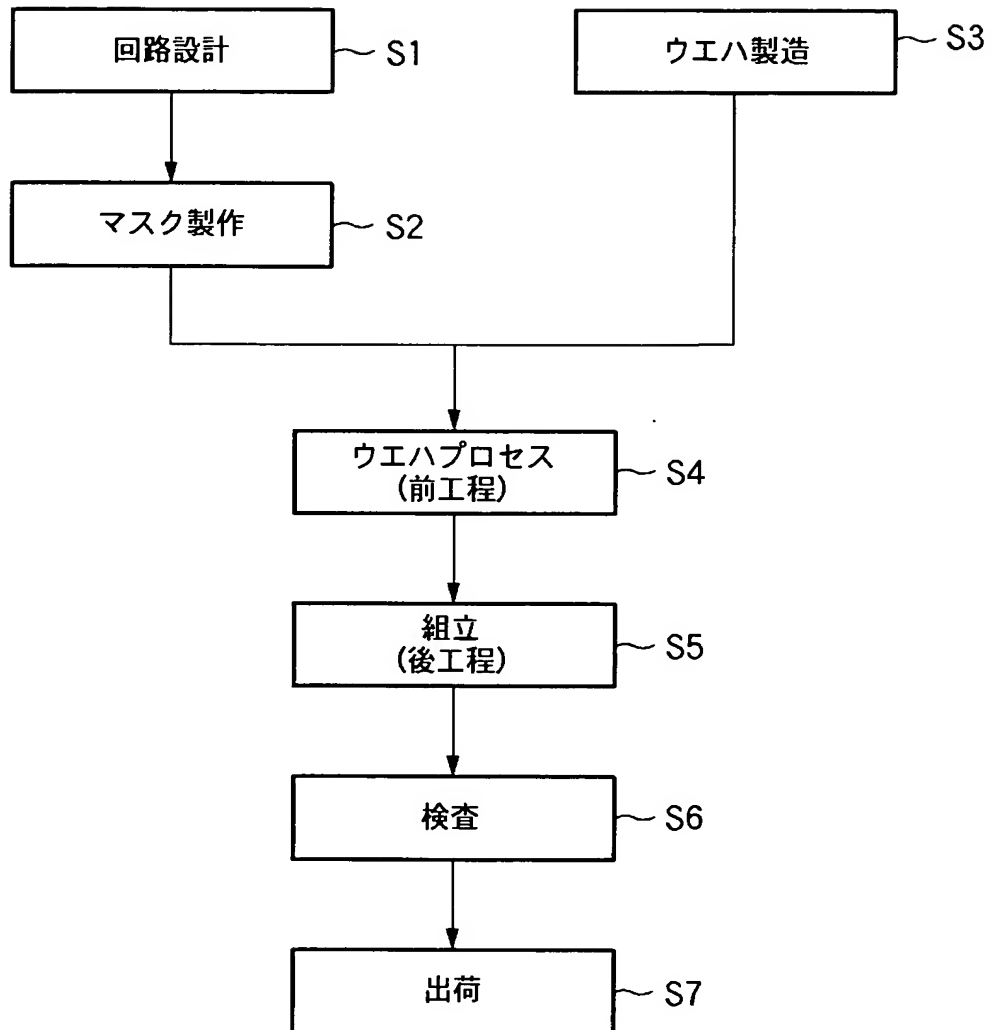 回路設計
S1
ウエハ製造
S3
マスク製作
S2
ウエハプロセス
(前工程)
S4
組立
(後工程)
S5
検査
S6
出荷
S7